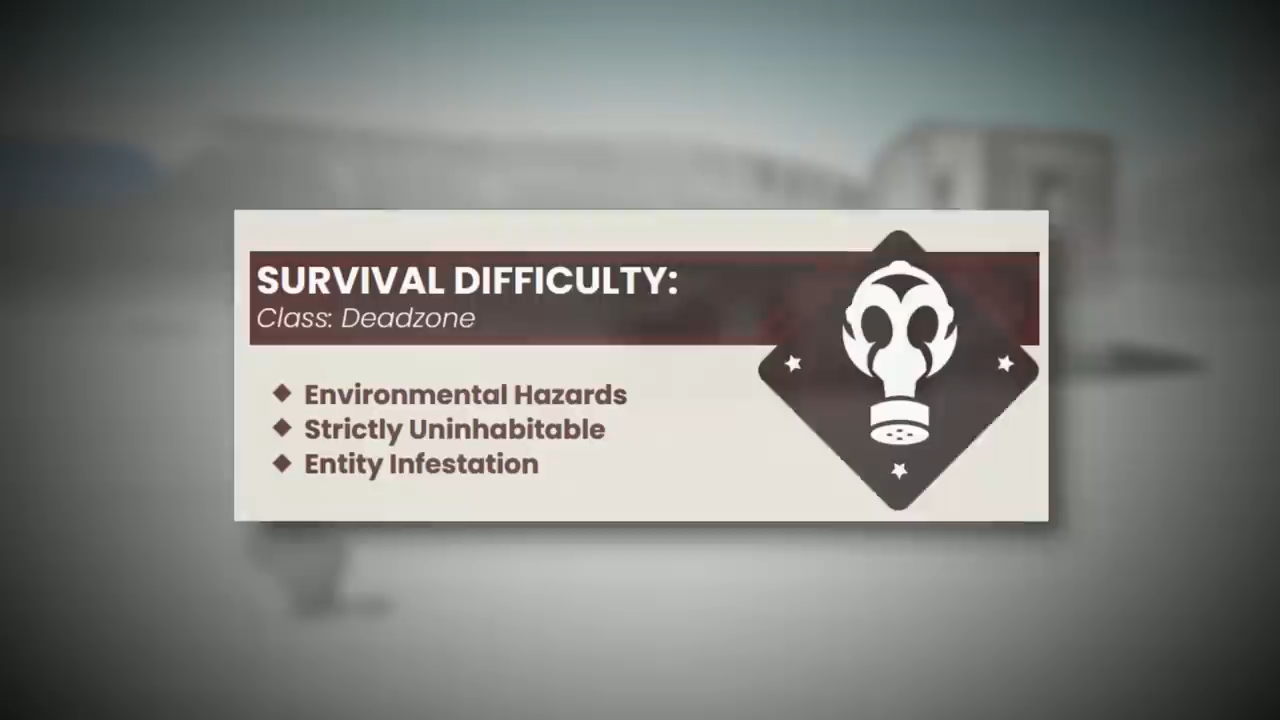 SURVIVAL DIFFICULTY:
Class: Deadzone
Environmental Hazards
Strictly Uninhabitable
Entity Infestation